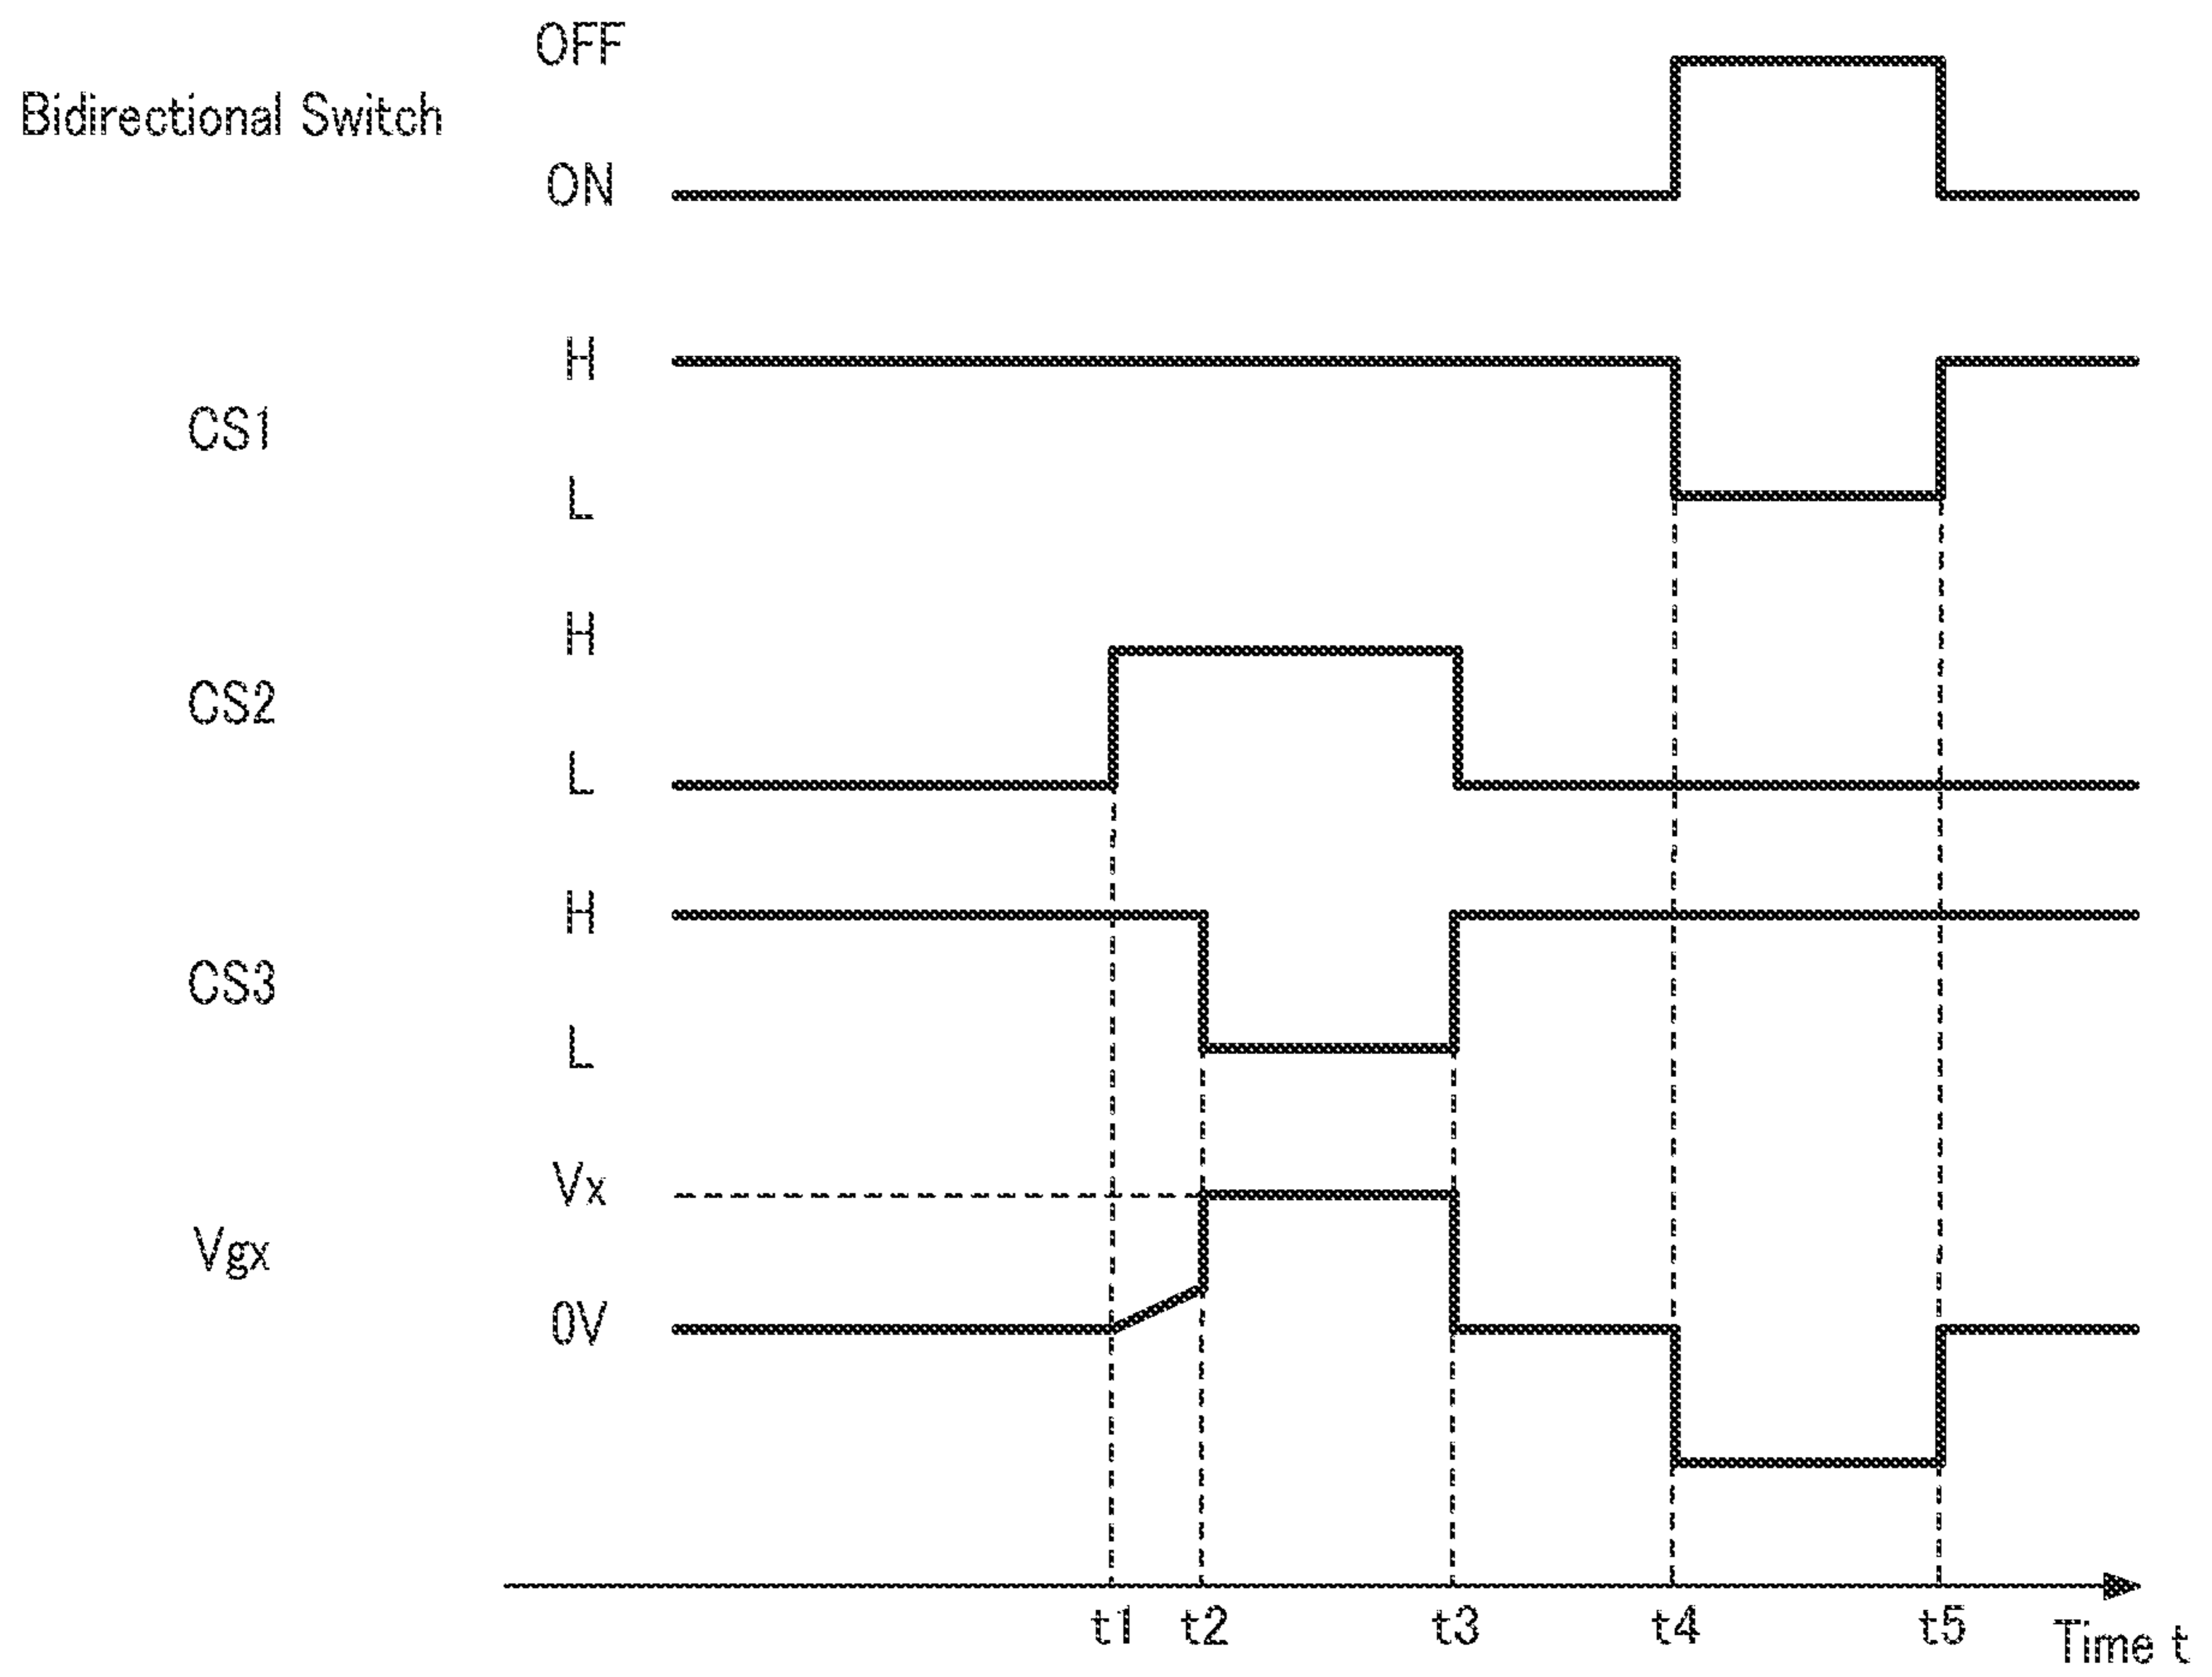 OFF
Bidirectional Switch
ON
H
CS1
L
H
CS2
L
H
CS3
L
Vx
Vgx
0V
t1 t2 t3 t4 t5
Time t